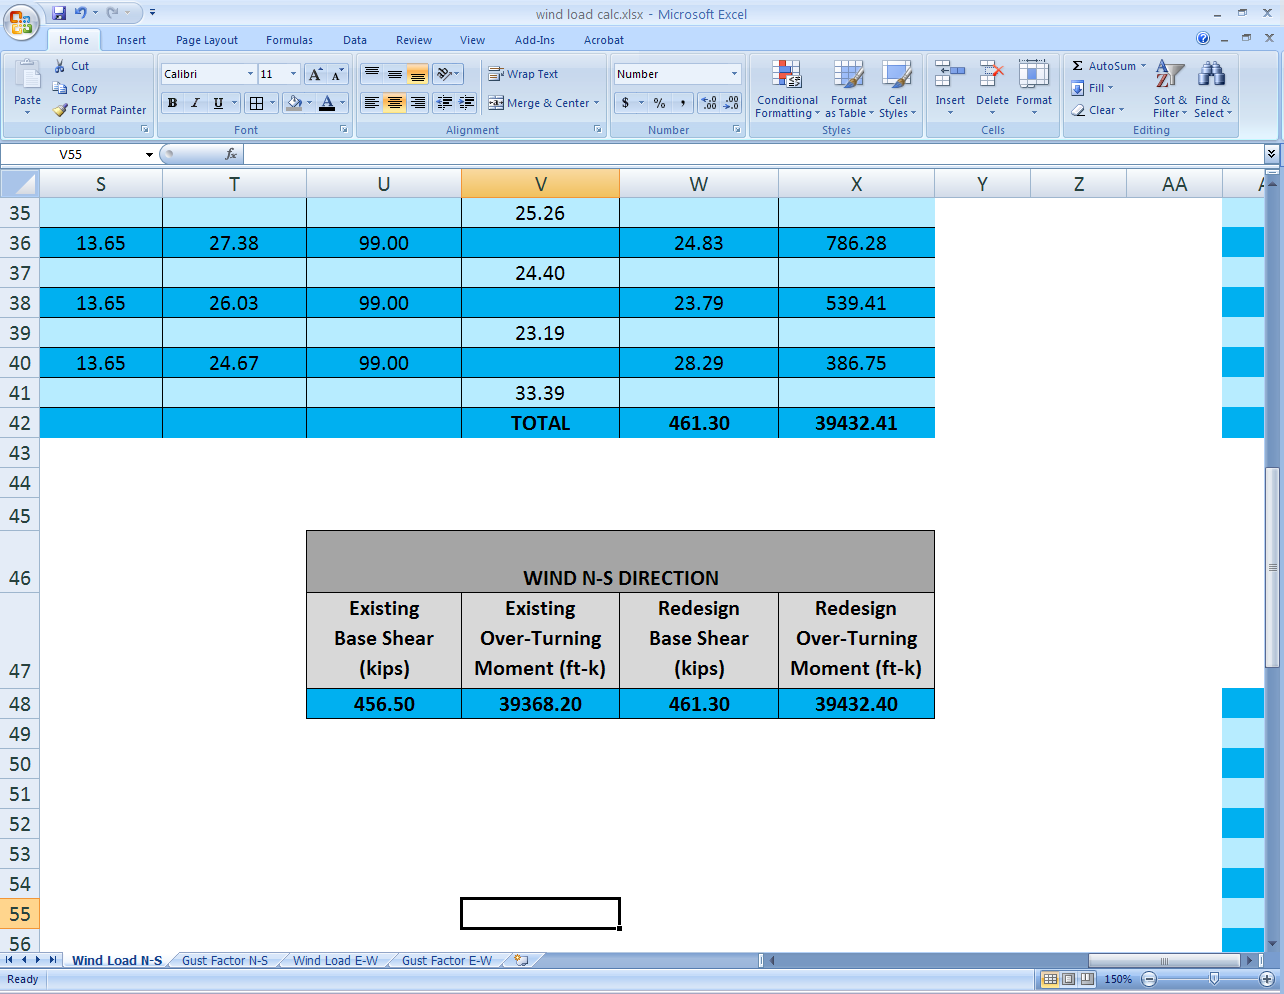 wind load calc.xlsx - Microsoft Excel
Home Insert Page Layout Formulas Data Review View Add-Ins Acrobat
Paste
Cut
Copy
Format Painter
Clipboard
Calibri 11
B I U
Font
Wrap Text
Merge & Center
Alignment
Number
$ % ,
Number
Conditional Formatting
Format as Table
Cell Styles
Styles
Insert Delete Format
Cells
Σ AutoSum
Fill
Clear
Sort & Filter
Find & Select
Editing
V55 fx
S T U V W X Y Z AA
35 25.26
36 13.65 27.38 99.00 24.83 786.28
37 24.40
38 13.65 26.03 99.00 23.79 539.41
39 23.19
40 13.65 24.67 99.00 28.29 386.75
41 33.39
42 TOTAL 461.30 39432.41
43
44
45
46 WIND N-S DIRECTION
47 Existing Base Shear (kips) Existing Over-Turning Moment (ft-k) Redesign Base Shear (kips) Redesign Over-Turning Moment (ft-k)
48 456.50 39368.20 461.30 39432.40
49
50
51
52
53
54
55
56
Wind Load N-S Gust Factor N-S Wind Load E-W Gust Factor E-W
Ready 150%